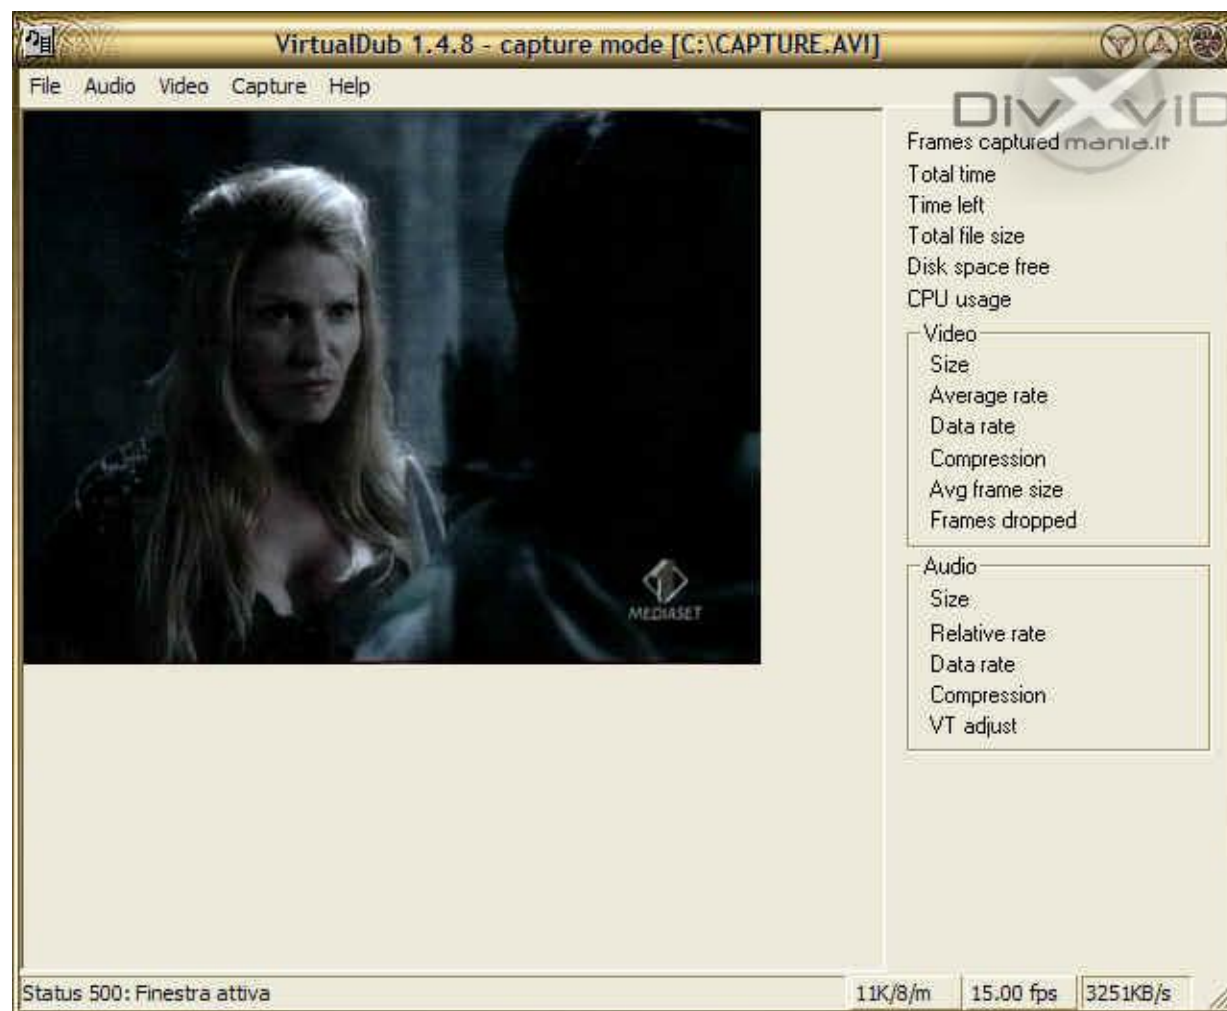 VirtualDub 1.4.8 - capture mode [C:\CAPTURE.AVI]
File Audio Video Capture Help
DivXviD
mania.it
Frames captured
Total time
Time left
Total file size
Disk space free
CPU usage
Video
Size
Average rate
Data rate
Compression
Avg frame size
Frames dropped
Audio
Size
Relative rate
Data rate
Compression
VT adjust
MEDIASET
Status 500: Finestra attiva 11K/8/m 15.00 fps 3251KB/s